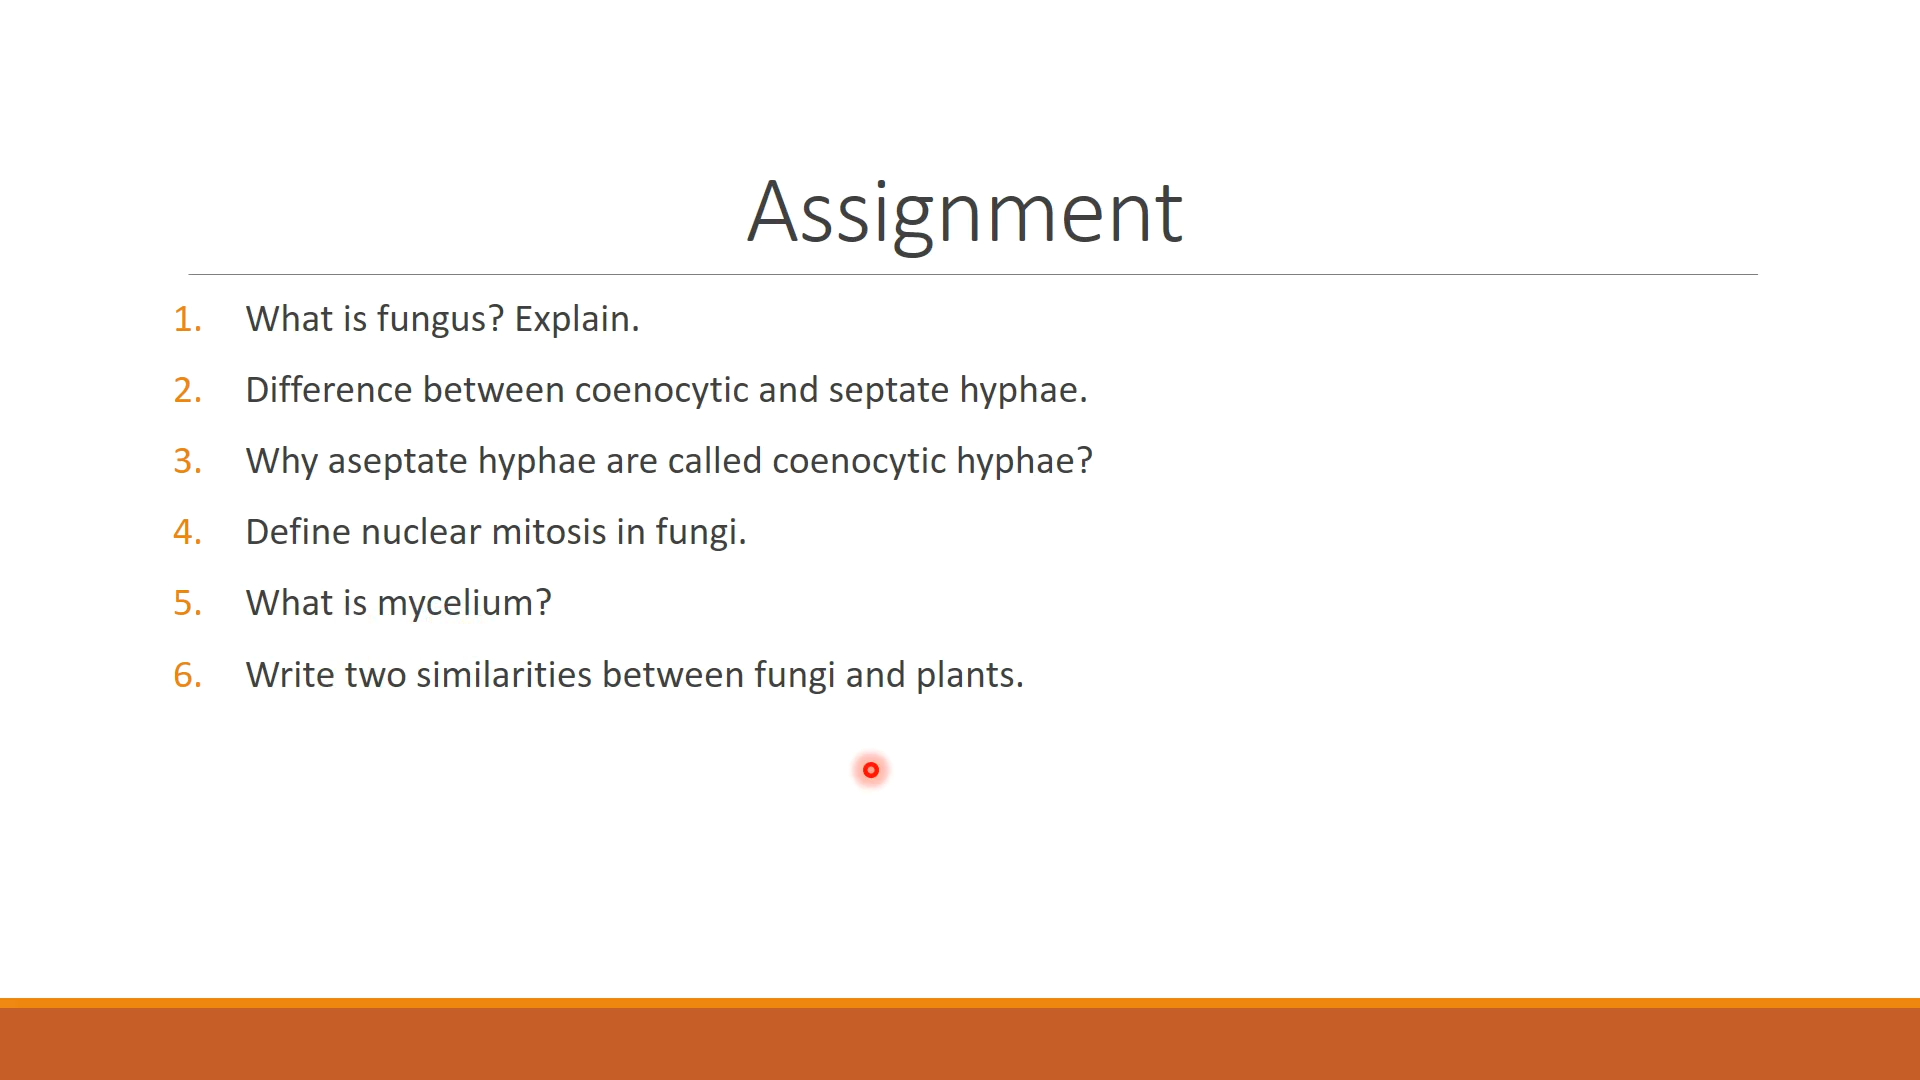 Assignment
1. What is fungus? Explain.
2. Difference between coenocytic and septate hyphae.
3. Why aseptate hyphae are called coenocytic hyphae?
4. Define nuclear mitosis in fungi.
5. What is mycelium?
6. Write two similarities between fungi and plants.